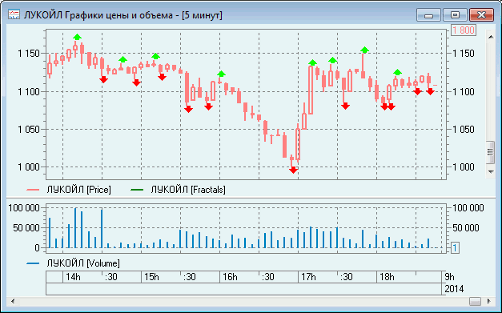 ЛУКОЙЛ Графики цены и объема - [5 минут]
1 800
1 150 1 150
1 100 1 100
1 050 1 050
1 000 1 000
ЛУКОЙЛ [Price] ЛУКОЙЛ [Fractals]
100 000 100 000
50 000 50 000
0 1
ЛУКОЙЛ [Volume]
14h :30 15h :30 16h :30 17h :30 18h 9h
2014